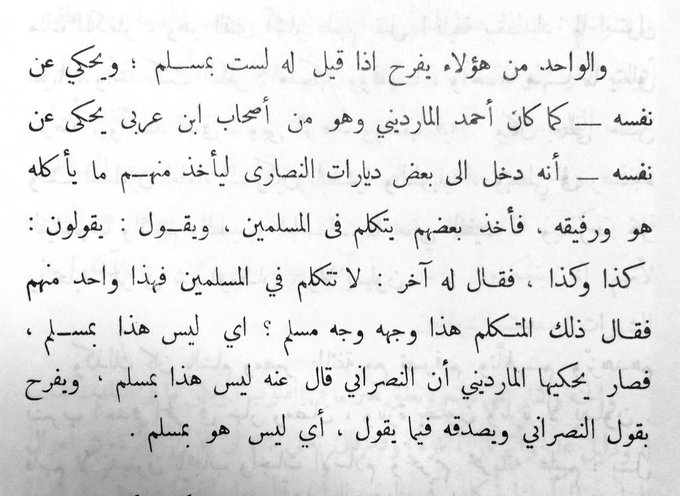 والواحد من هؤلاء يفرح اذا قيل له لست بمسلم ؛ ويحكي عن
نفسه — كما كان أحمد المارديني وهو من أصحاب ابن عربى يحكى عن
نفسه — أنه دخل الى بعض ديارات النصارى ليأخذ منهم ما يأكله
هو ورفيقه ، فأخذ بعضهم يتكلم فى المسلمين ، ويقول : يقولون :
كذا وكذا ، فقال له آخر : لا تتكلم في المسلمين فهذا واحد منهم
فقال ذلك المتكلم هذا وجهه وجه مسلم ؟ اي ليس هذا بمسلم ،
فصار يحكيها المارديني أن النصراني قال عنه ليس هذا بمسلم ، ويفرح
بقول النصراني ويصدقه فيما يقول ، أي ليس هو بمسلم .